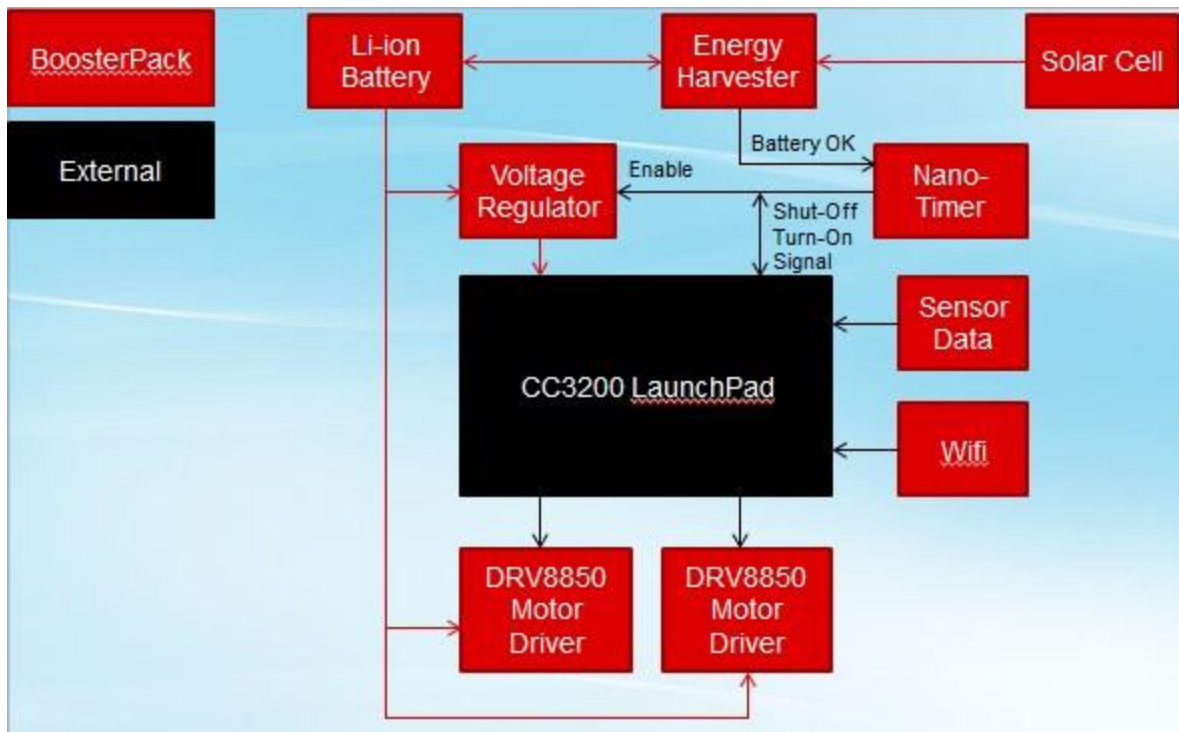 BoosterPack
External
Li-ion
Battery
Energy
Harvester
Solar Cell
Battery OK
Voltage
Regulator
Enable
Nano-
Timer
Shut-Off
Turn-On
Signal
CC3200 LaunchPad
Sensor
Data
Wifi
DRV8850
Motor
Driver
DRV8850
Motor
Driver